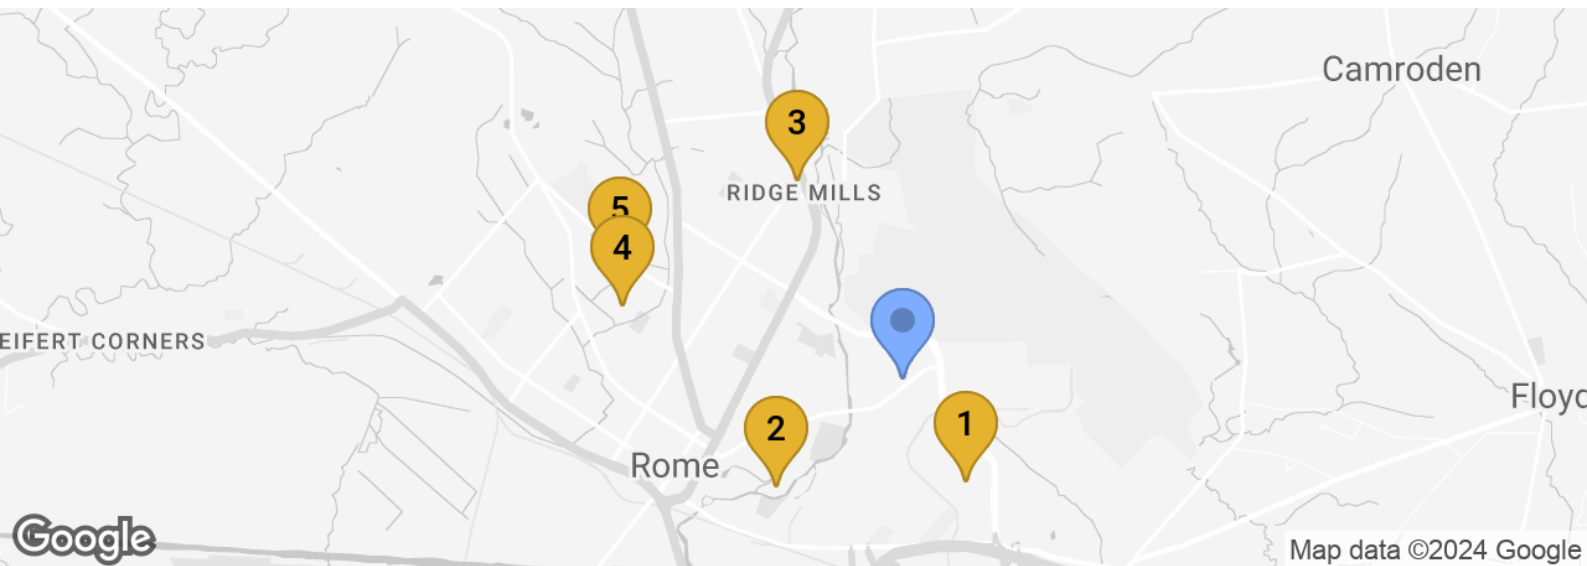 Camroden
3
RIDGE MILLS
5
4
EIFERT CORNERS
Floyd
1
2
Rome
Google
Map data ©2024 Google